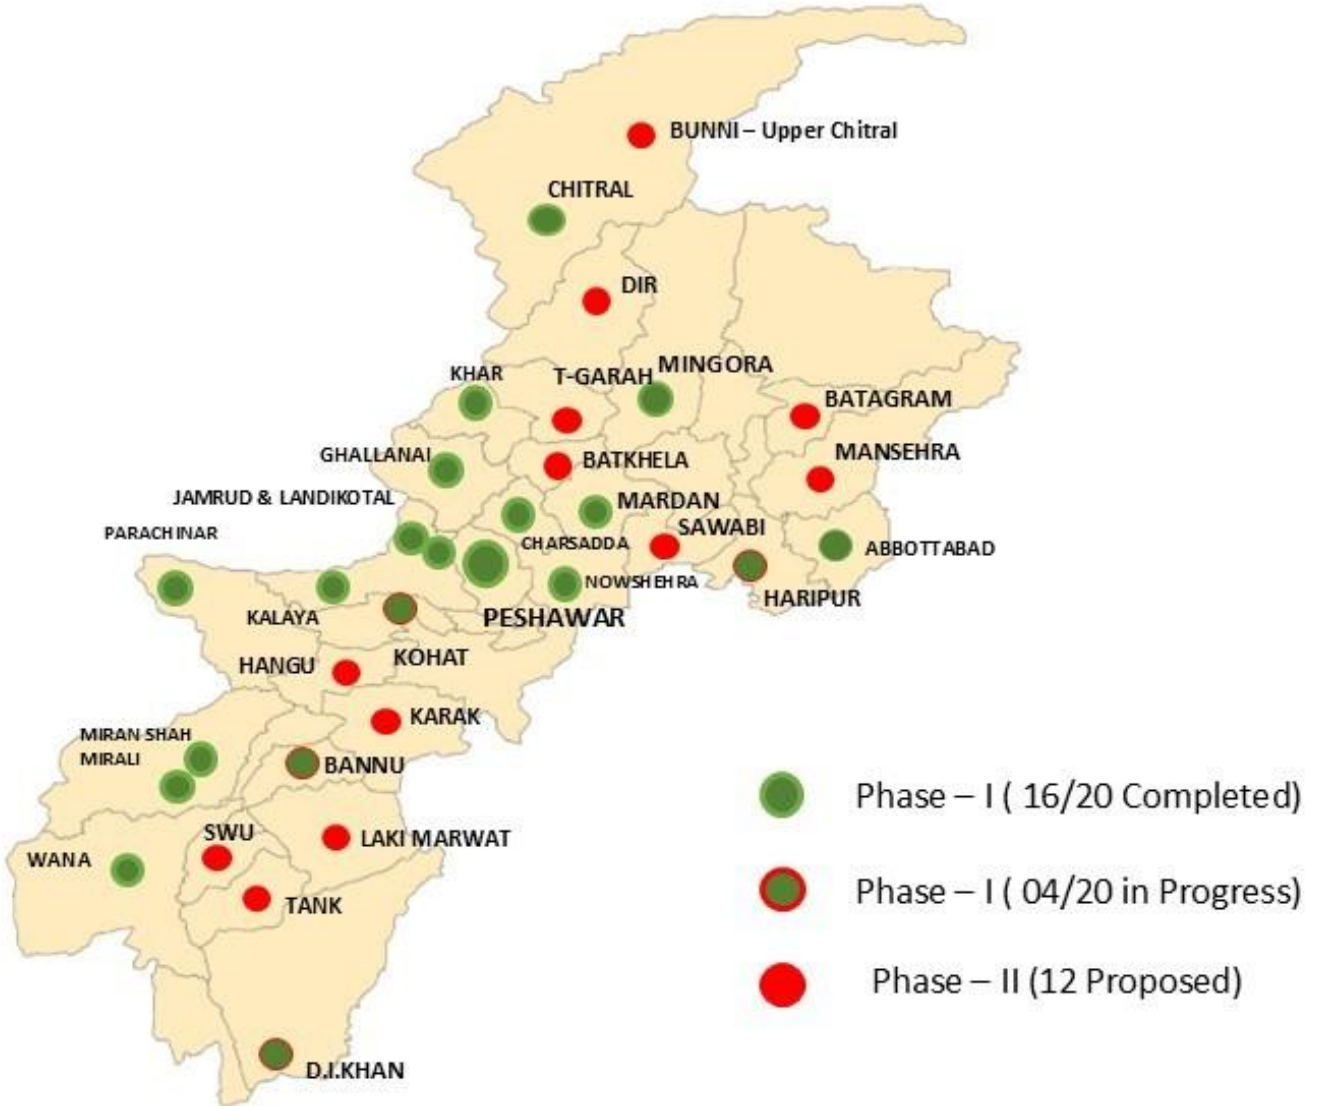 BUNNI – Upper Chitral
CHITRAL
DIR
MINGORA
KHAR
T-GARAH
BATAGRAM
GHALLANAI
BATKHELA
MANSEHRA
JAMRUD & LANDIKOTAL
MARDAN
SAWABI
PARACHINAR
CHARSADDA
ABBOTTABAD
NOWSHEHRA
HARIPUR
KALAYA
PESHAWAR
HANGU
KOHAT
KARAK
MIRAN SHAH
MIRALI
BANNU
Phase – I ( 16/20 Completed)
SWU
LAKI MARWAT
WANA
Phase – I ( 04/20 in Progress)
TANK
Phase – II (12 Proposed)
D.I.KHAN